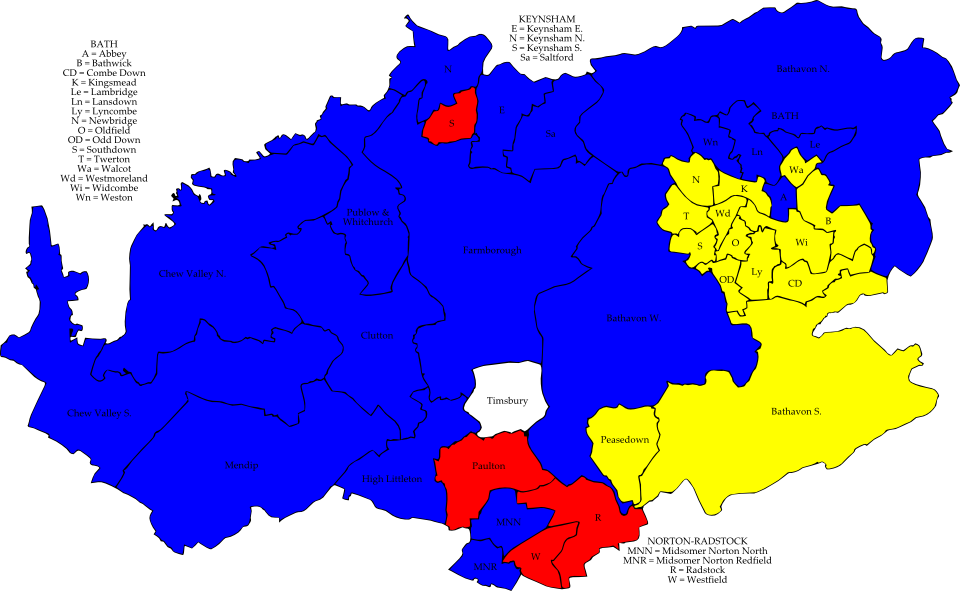 KEYNSHAM
E = Keynsham E.
N = Keynsham N.
S = Keynsham S.
Sa = Saltford
BATH
A = Abbey
B = Bathwick
CD = Combe Down
K = Kingsmead
Le = Lambridge
Ln = Lansdown
Ly = Lyncombe
N = Newbridge
O = Oldfield
OD = Odd Down
S = Southdown
T = Twerton
Wa = Walcot
Wd = Westmoreland
Wi = Widcombe
Wn = Weston
N
Bathavon N.
E
S
Sa
BATH
Ln
Le
Wa
N
K
A
Publow &
Whitchurch
T
Wd
B
S
O
Wi
Farmborough
Chew Valley N.
Ly
OD
CD
Bathavon W.
Clutton
Timsbury
Chew Valley S.
Bathavon S.
Peasedown
Mendip
Paulton
High Littleton
R
MNN
W
MNR
NORTON-RADSTOCK
MNN = Midsomer Norton North
MNR = Midsomer Norton Redfield
R = Radstock
W = Westfield